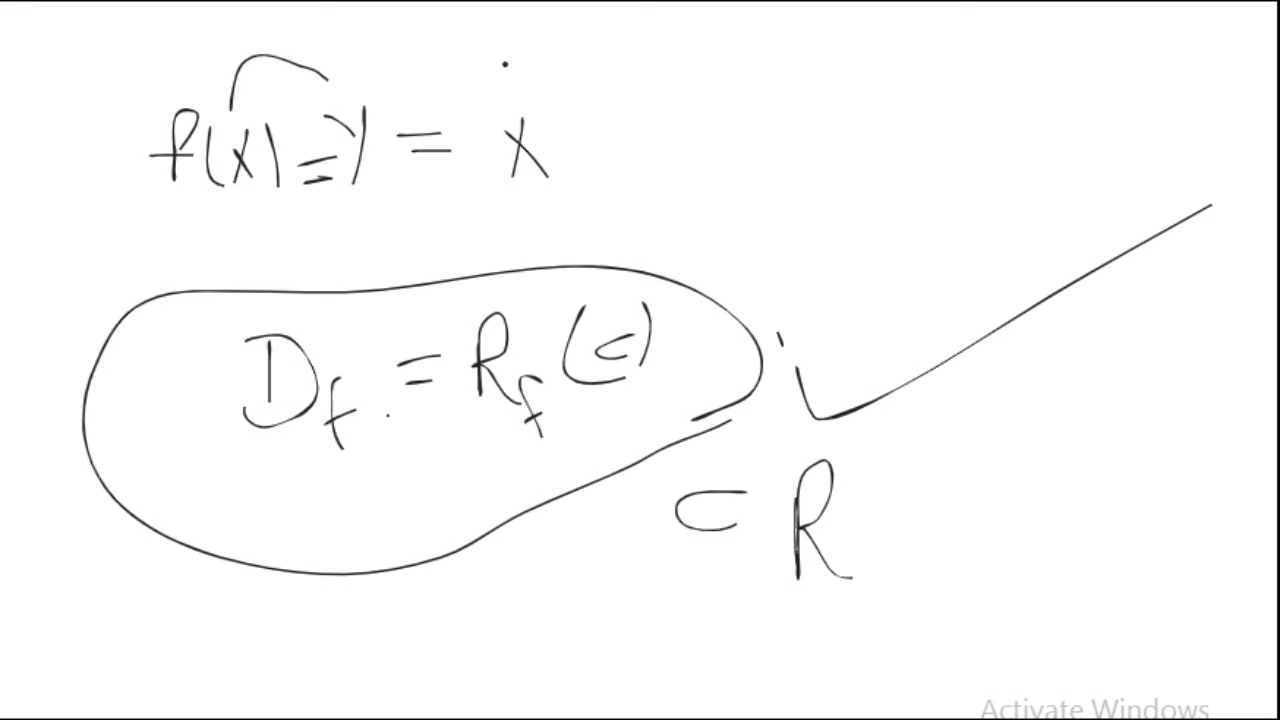 f(x) = y = x
D_f = R_f (⊂)
⊂ R
Activate Windows